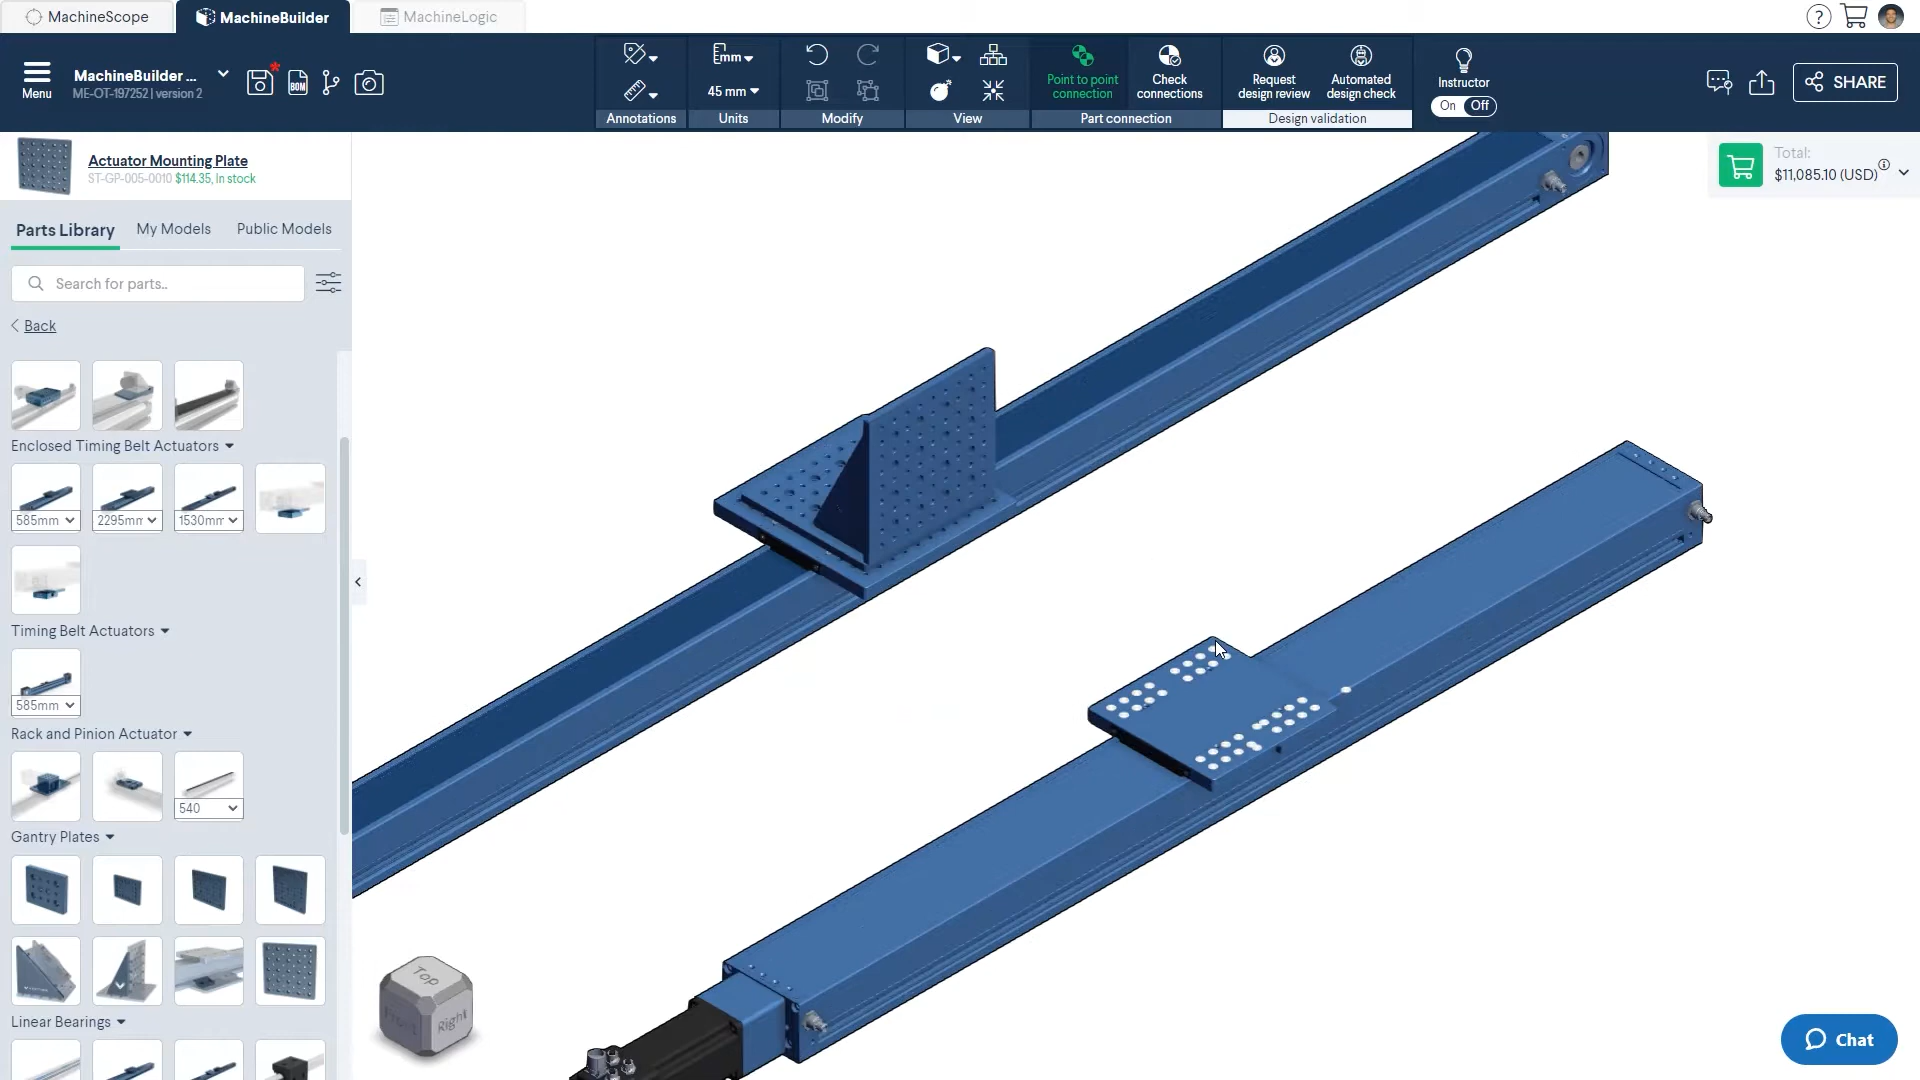 MachineScope
MachineBuilder
MachineLogic
Menu
MachineBuilder ...
ME-OT-197252 | version 2
BOM
mm
45 mm
Annotations
Units
Modify
View
Point to point
connection
Check
connections
Part connection
Request
design review
Automated
design check
Design validation
Instructor
On Off
SHARE
Actuator Mounting Plate
ST-GP-005-0010 $114.35, In stock
Total:
$11,085.10 (USD)
Parts Library
My Models
Public Models
Search for parts..
Back
Enclosed Timing Belt Actuators
585mm
2295mm
1530mm
Timing Belt Actuators
585mm
Rack and Pinion Actuator
540
Gantry Plates
Linear Bearings
Top
Front
Right
Chat